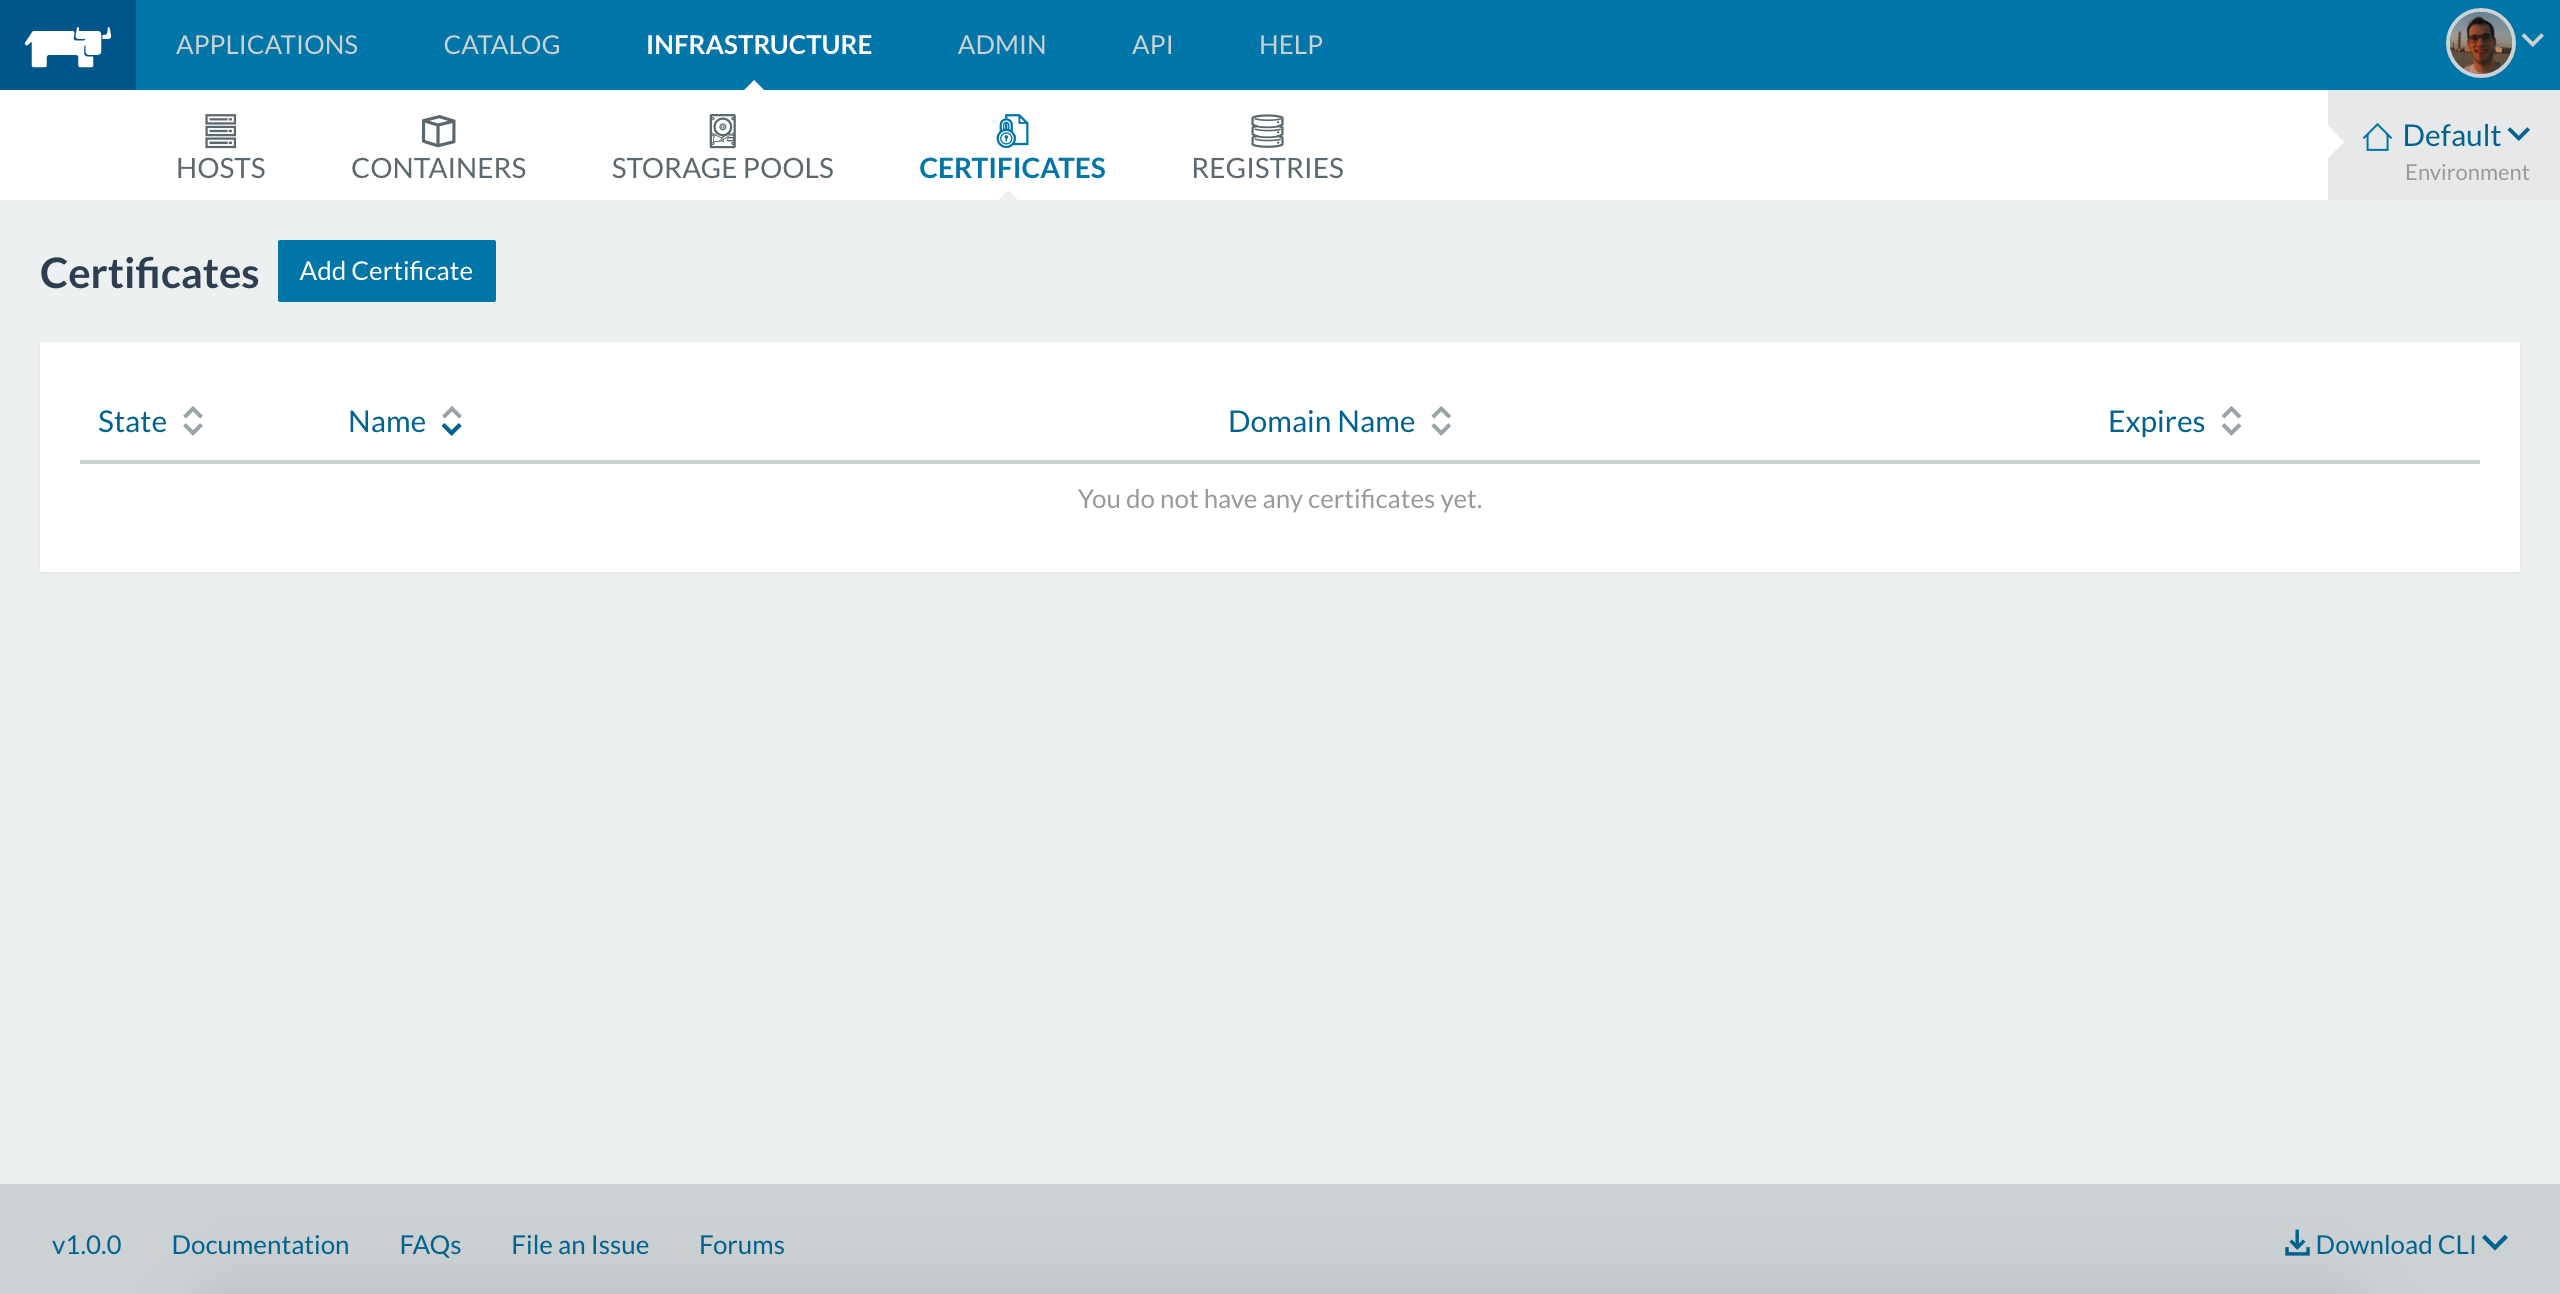 APPLICATIONS CATALOG INFRASTRUCTURE ADMIN API HELP
HOSTS CONTAINERS STORAGE POOLS CERTIFICATES REGISTRIES Default
Environment
Certificates Add Certificate
State Name Domain Name Expires
You do not have any certificates yet.
v1.0.0 Documentation FAQs File an Issue Forums Download CLI